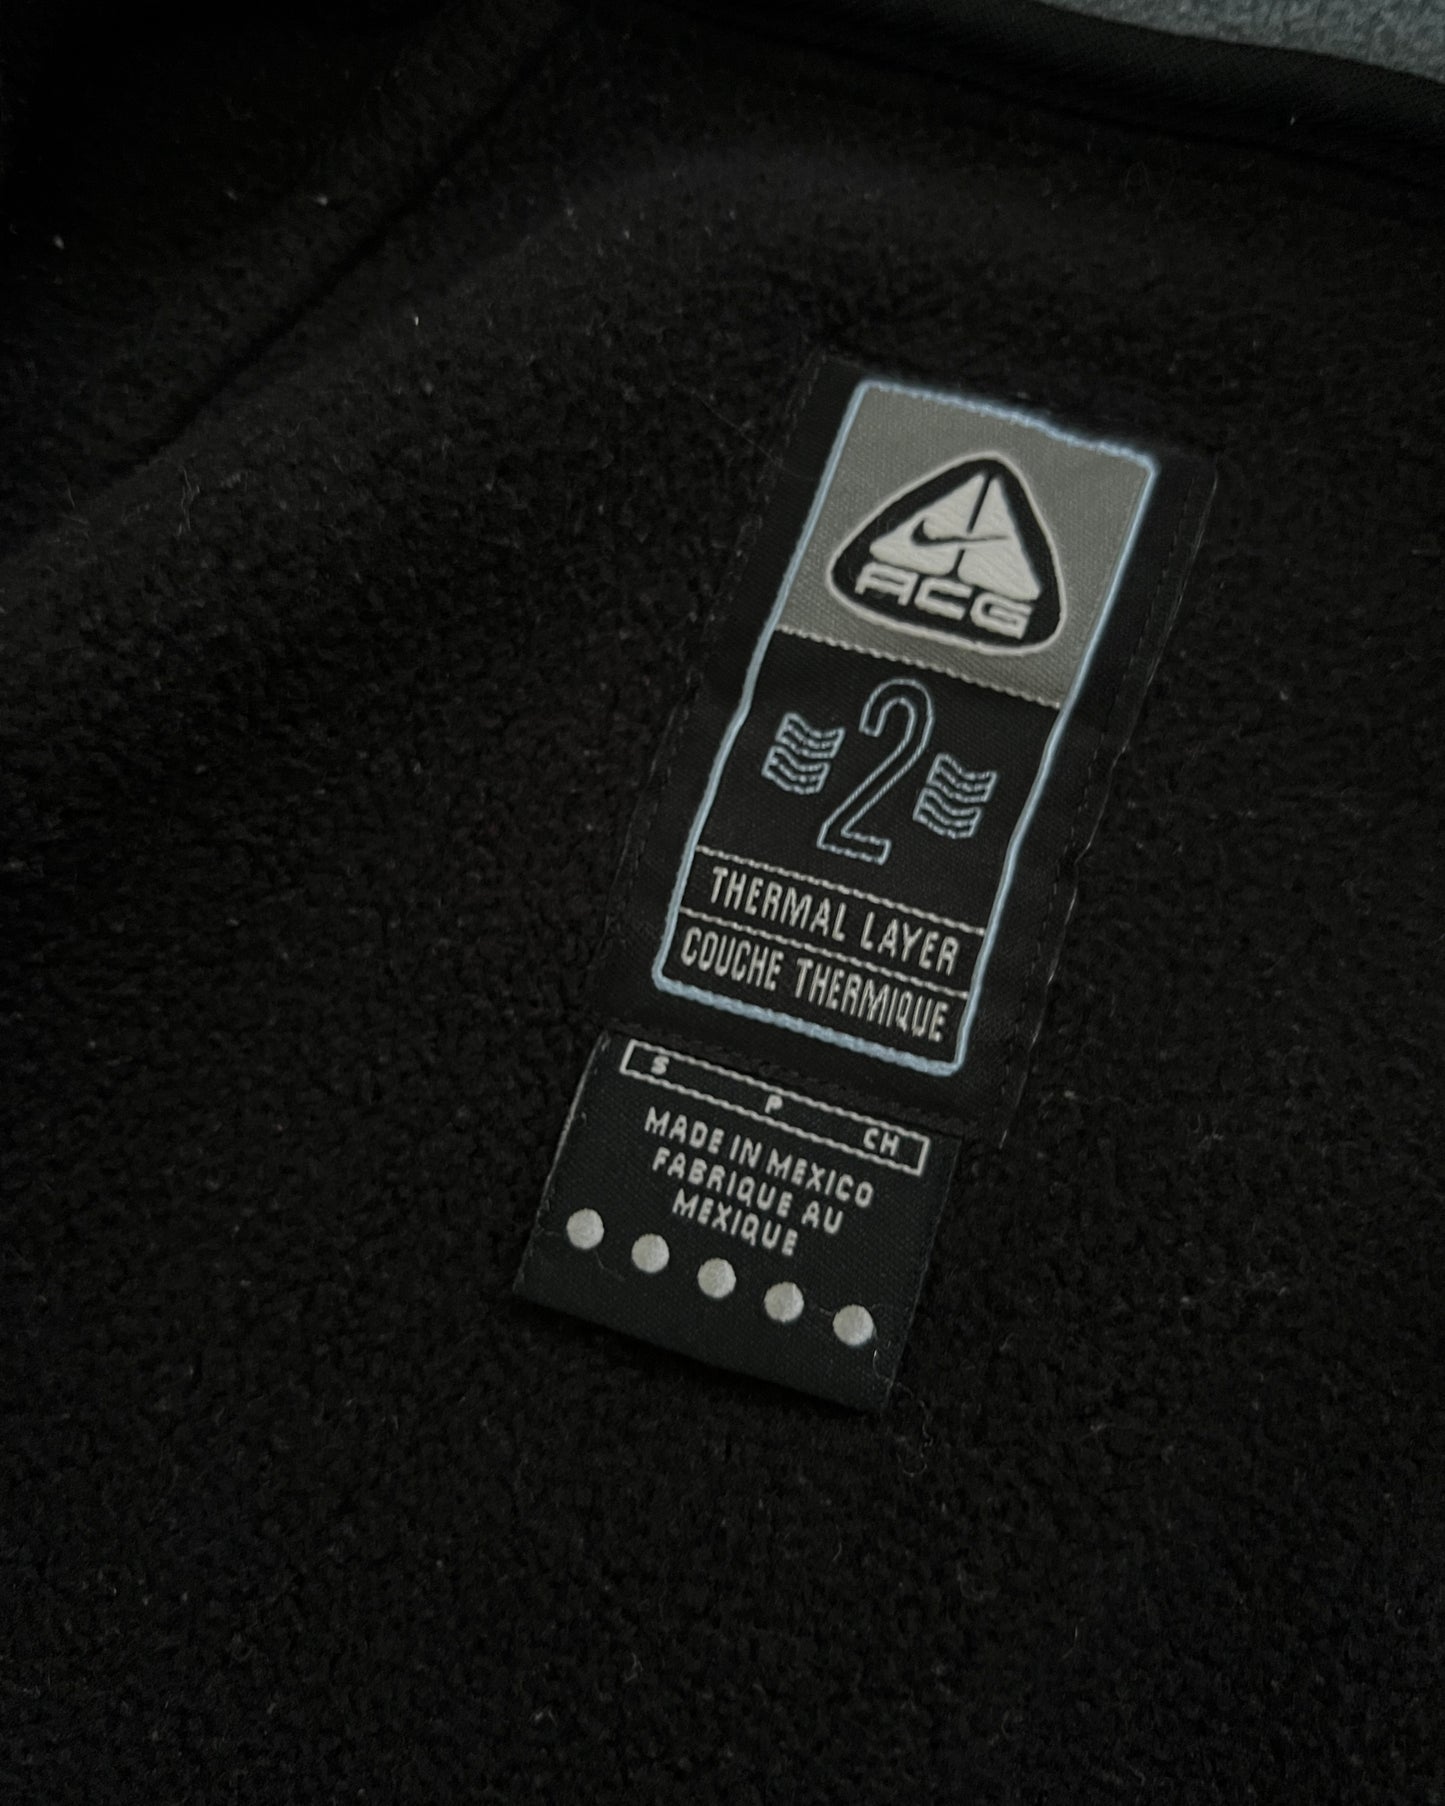 ACG
2
THERMAL LAYER
COUCHE THERMIQUE
S P CH
MADE IN MEXICO
FABRIQUE AU
MEXIQUE